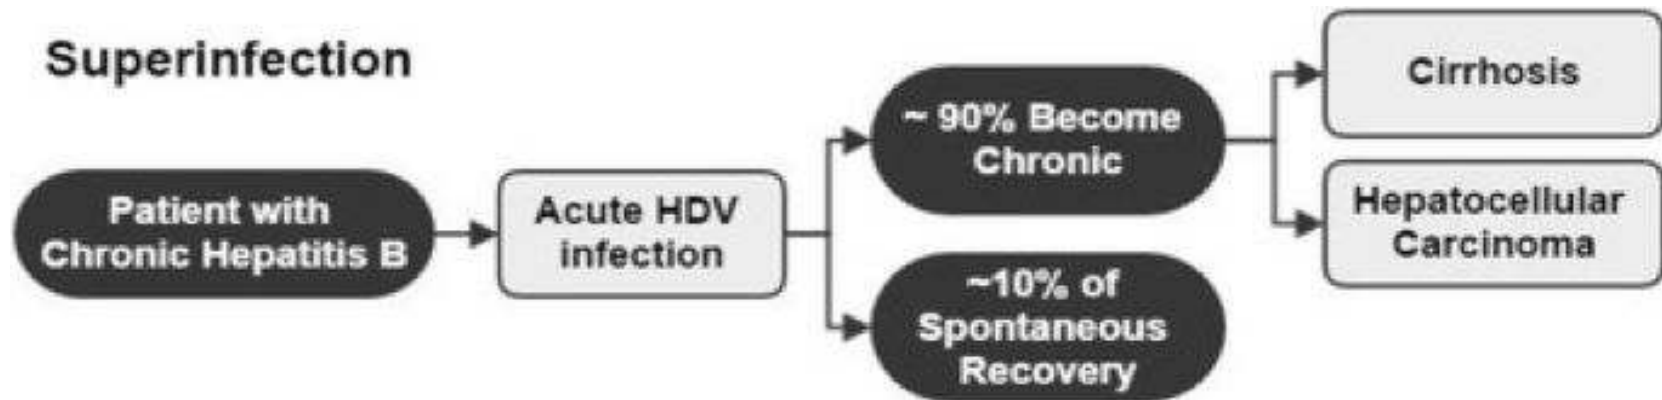 Superinfection
Patient with
Chronic Hepatitis B
Acute HDV
infection
~ 90% Become
Chronic
~10% of
Spontaneous
Recovery
Cirrhosis
Hepatocellular
Carcinoma